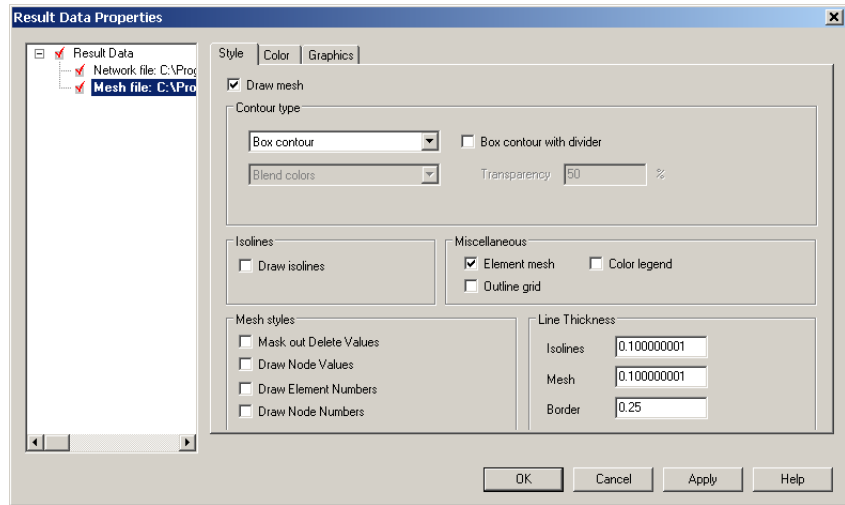 Result Data Properties
Result Data
Network file: C:\Prog
Mesh file: C:\Pro
Style Color Graphics
Draw mesh
Contour type
Box contour
Box contour with divider
Blend colors
Transparency 50 %
Isolines
Draw isolines
Miscellaneous
Element mesh Color legend
Outline grid
Mesh styles
Mask out Delete Values
Draw Node Values
Draw Element Numbers
Draw Node Numbers
Line Thickness
Isolines 0.100000001
Mesh 0.100000001
Border 0.25
OK Cancel Apply Help